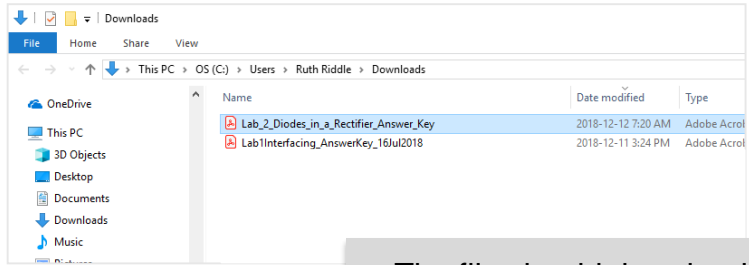 Downloads
File Home Share View
This PC > OS (C:) > Users > Ruth Riddle > Downloads
Name Date modified Type
OneDrive
Lab_2_Diodes_in_a_Rectifier_Answer_Key 2018-12-12 7:20 AM Adobe Acro
This PC
Lab1Interfacing_AnswerKey_16Jul2018 2018-12-11 3:24 PM Adobe Acro
3D Objects
Desktop
Documents
Downloads
Music